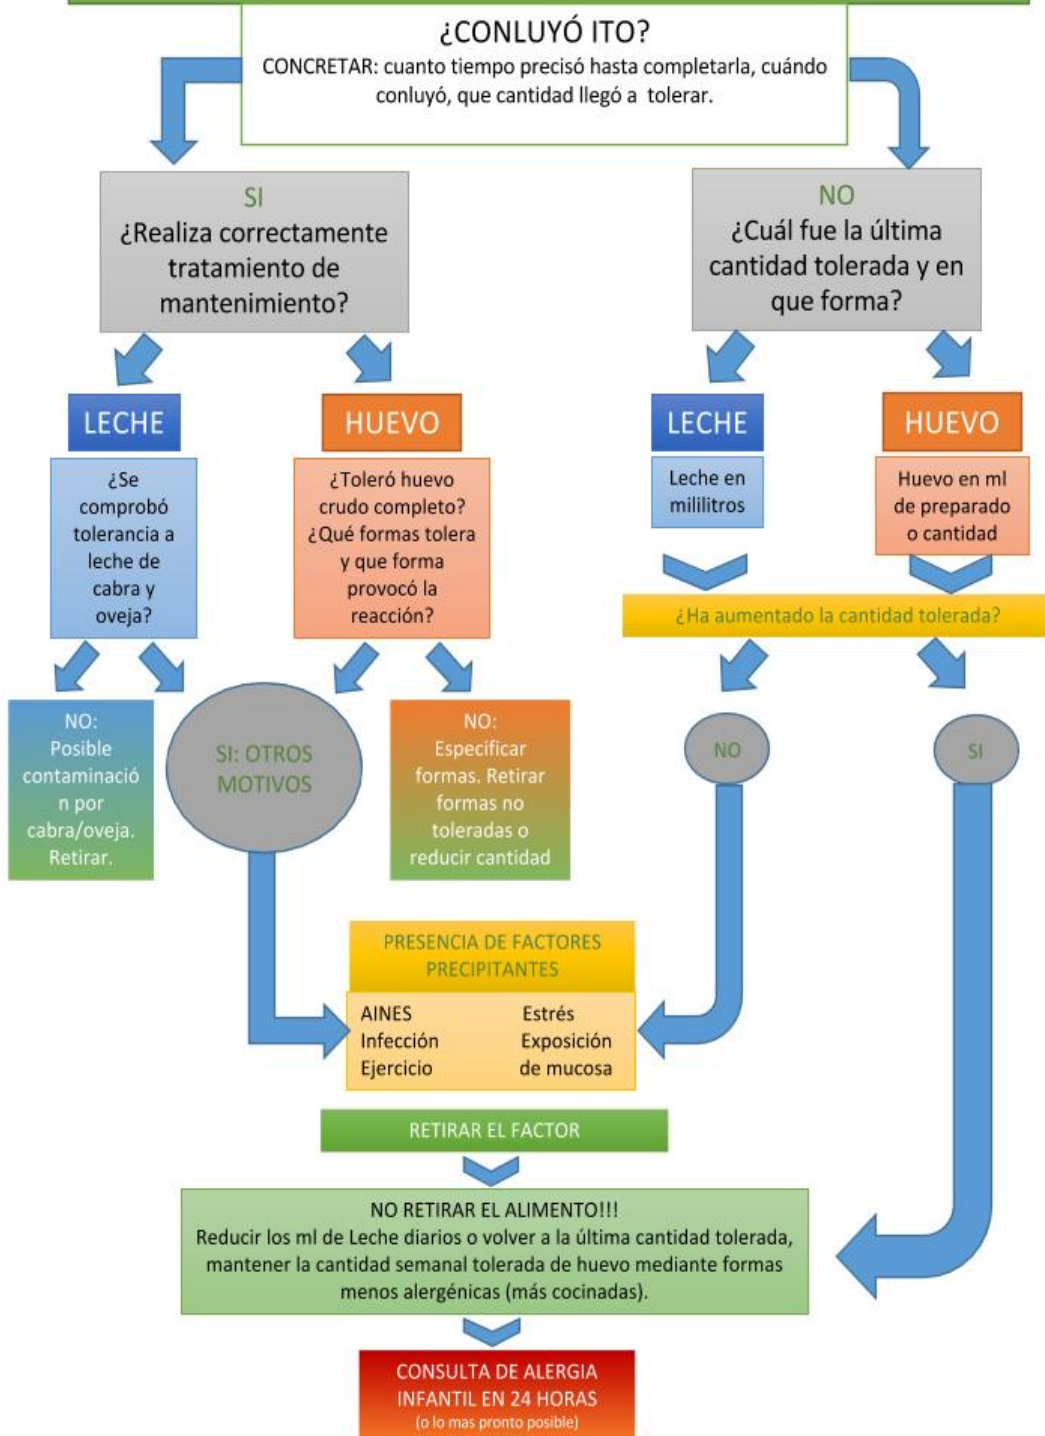 ¿CONLUYÓ ITO?
CONCRETAR: cuanto tiempo precisó hasta completarla, cuándo
conluyó, que cantidad llegó a tolerar.
SI
¿Realiza correctamente
tratamiento de
mantenimiento?
NO
¿Cuál fue la última
cantidad tolerada y en
que forma?
LECHE
HUEVO
LECHE
HUEVO
¿Se
comprobó
tolerancia a
leche de
cabra y
oveja?
¿Toleró huevo
crudo completo?
¿Qué formas tolera
y que forma
provocó la
reacción?
Leche en
mililitros
Huevo en ml
de preparado
o cantidad
¿Ha aumentado la cantidad tolerada?
NO:
Posible
contaminació
n por
cabra/oveja.
Retirar.
SI: OTROS
MOTIVOS
NO:
Especificar
formas. Retirar
formas no
toleradas o
reducir cantidad
NO
SI
PRESENCIA DE FACTORES
PRECIPITANTES
AINES Estrés
Infección Exposición
Ejercicio de mucosa
RETIRAR EL FACTOR
NO RETIRAR EL ALIMENTO!!!
Reducir los ml de Leche diarios o volver a la última cantidad tolerada,
mantener la cantidad semanal tolerada de huevo mediante formas
menos alergénicas (más cocinadas).
CONSULTA DE ALERGIA
INFANTIL EN 24 HORAS
(o lo mas pronto posible)